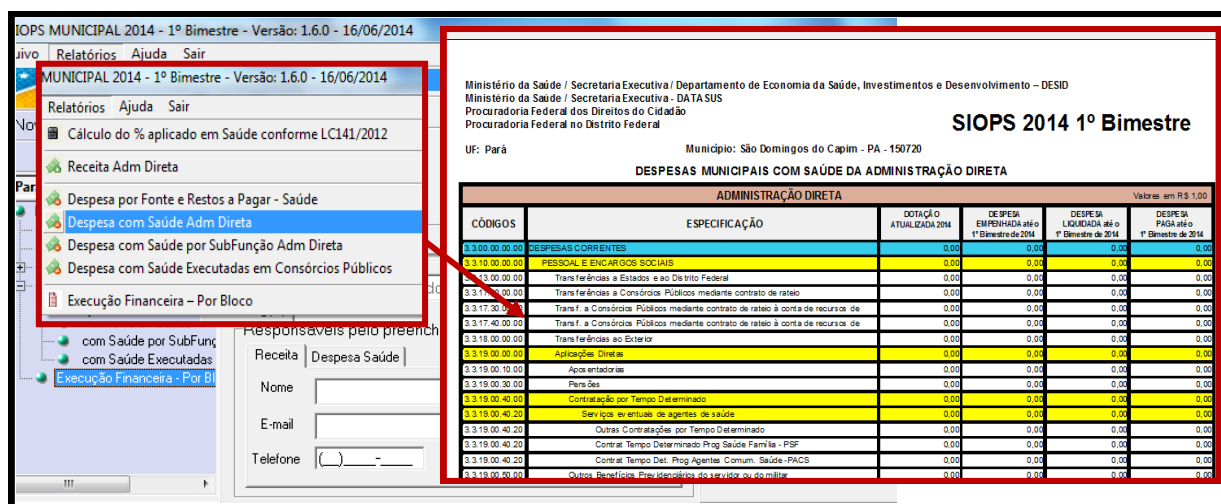 IOPS MUNICIPAL 2014 - 1º Bimestre - Versão: 1.6.0 - 16/06/2014
uivo Relatórios Ajuda Sair
MUNICIPAL 2014 - 1º Bimestre - Versão: 1.6.0 - 16/06/2014
Relatórios Ajuda Sair
Cálculo do % aplicado em Saúde conforme LC141/2012
Receita Adm Direta
Despesa por Fonte e Restos a Pagar - Saúde
Despesa com Saúde Adm Direta
Despesa com Saúde por SubFunção Adm Direta
Despesa com Saúde Executadas em Consórcios Públicos
Execução Financeira – Por Bloco
Nov
Par
com Saúde por SubFunç
com Saúde Executadas
Execução Financeira - Por Bl
Responsáveis pelo preench
Receita Despesa Saúde
Nome
E-mail
Telefone (__)____-____
Ministério da Saúde / Secretaria Executiva / Departamento de Economia da Saúde, Investimentos e Desenvolvimento – DESID
Ministério da Saúde / Secretaria Executiva - DATASUS
Procuradoria Federal dos Direitos do Cidadão
Procuradoria Federal no Distrito Federal
SIOPS 2014 1º Bimestre
UF: Pará Município: São Domingos do Capim - PA - 150720
DESPESAS MUNICIPAIS COM SAÚDE DA ADMINISTRAÇÃO DIRETA
ADMINISTRAÇÃO DIRETA Valores em R$ 1,00
CÓDIGOS ESPECIFICAÇÃO DOTAÇÃO ATUALIZADA 2014 DESPESA EMPENHADA até o 1º Bimestre de 2014 DESPESA LIQUIDADA até o 1º Bimestre de 2014 DESPESA PAGA até o 1º Bimestre de 2014
3.3.00.00.00.00 DESPESAS CORRENTES 0,00 0,00 0,00 0,00
3.3.10.00.00.00 PESSOAL E ENCARGOS SOCIAIS 0,00 0,00 0,00 0,00
3.3.13.00.00.00 Transferências a Estados e ao Distrito Federal 0,00 0,00 0,00 0,00
3.3.17. 00.00 Transferências a Consórcios Públicos mediante contrato de rateio 0,00 0,00 0,00 0,00
3.3.17.30.0 .00 Transf. a Consórcios Públicos mediante contrato de rateio à conta de recursos de 0,00 0,00 0,00 0,00
3.3.17.40.00.00 Transf. a Consórcios Públicos mediante contrato de rateio à conta de recursos de 0,00 0,00 0,00 0,00
3.3.18.00.00.00 Transferências ao Exterior 0,00 0,00 0,00 0,00
3.3.19.00.00.00 Aplicações Diretas 0,00 0,00 0,00 0,00
3.3.19.00.10.00 Aposentadorias 0,00 0,00 0,00 0,00
3.3.19.00.30.00 Pensões 0,00 0,00 0,00 0,00
3.3.19.00.40.00 Contratação por Tempo Determinado 0,00 0,00 0,00 0,00
3.3.19.00.40.20 Serviços eventuais de agentes de saúde 0,00 0,00 0,00 0,00
3.3.19.00.40.20 Outras Contratações por Tempo Determinado 0,00 0,00 0,00 0,00
3.3.19.00.40.20 Contrat Tempo Determinado Prog Saúde Família - PSF 0,00 0,00 0,00 0,00
3.3.19.00.40.20 Contrat Tempo Det. Prog Agentes Comum. Saúde -PACS 0,00 0,00 0,00 0,00
3.3.19.00.50.00 Outros Benefícios Previdenciários do servidor ou do militar 0,00 0,00 0,00 0,00